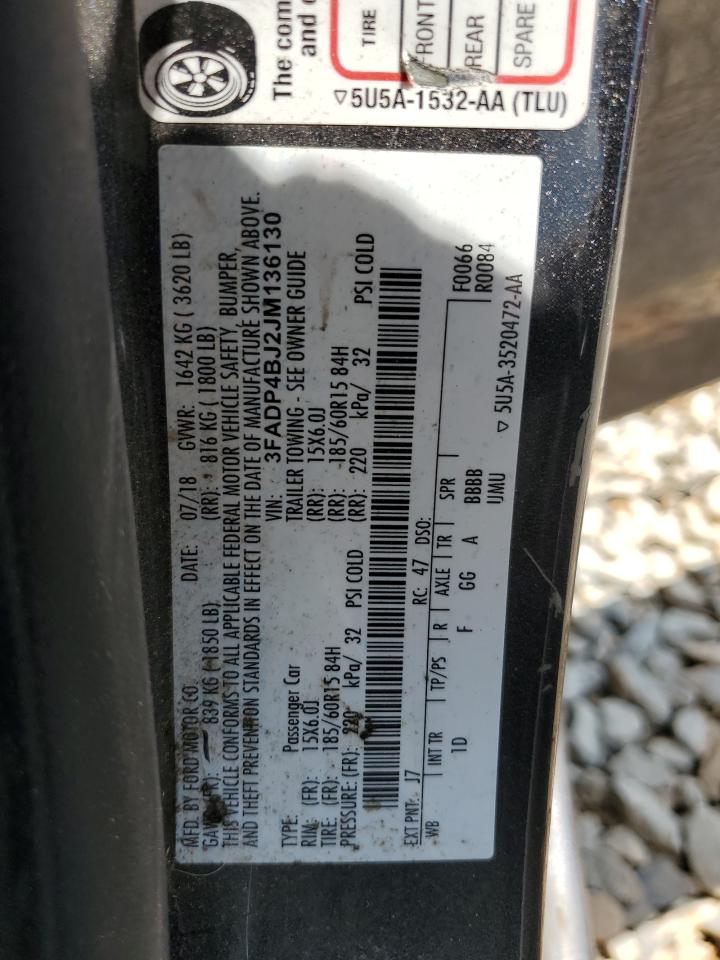 The com
and o
TIRE
FRONT
REAR
SPARE
5U5A-1532-AA (TLU)
MFD. BY FORD MOTOR CO. DATE: 07/18 GVWR: 1642 KG ( 3620 LB)
(FR): 839 KG ( 1850 LB) (RR): 816 KG ( 1800 LB)
THIS VEHICLE CONFORMS TO ALL APPLICABLE FEDERAL MOTOR VEHICLE SAFETY, BUMPER,
AND THEFT PREVENTION STANDARDS IN EFFECT ON THE DATE OF MANUFACTURE SHOWN ABOVE.
VIN: 3FADP4BJ2JM136130
TYPE: Passenger Car TRAILER TOWING - SEE OWNER GUIDE
RIM: (FR): 15X6.0J (RR): 15X6.0J
TIRE: (FR): 185/60R15 84H (RR): 185/60R15 84H
PRESSURE: (FR): 220 kPa/ 32 PSI COLD (RR): 220 kPa/ 32 PSI COLD
EXT PNT: J7 RC: 47 DSO: F0066
WB INT TR TP/PS R AXLE TR SPR R0084
1D F GG A BBBB
UMU
5U5A-3520472-AA